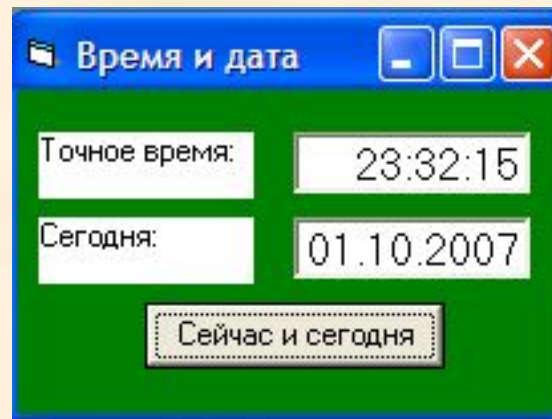 Время и дата
Точное время: 23:32:15
Сегодня: 01.10.2007
Сейчас и сегодня